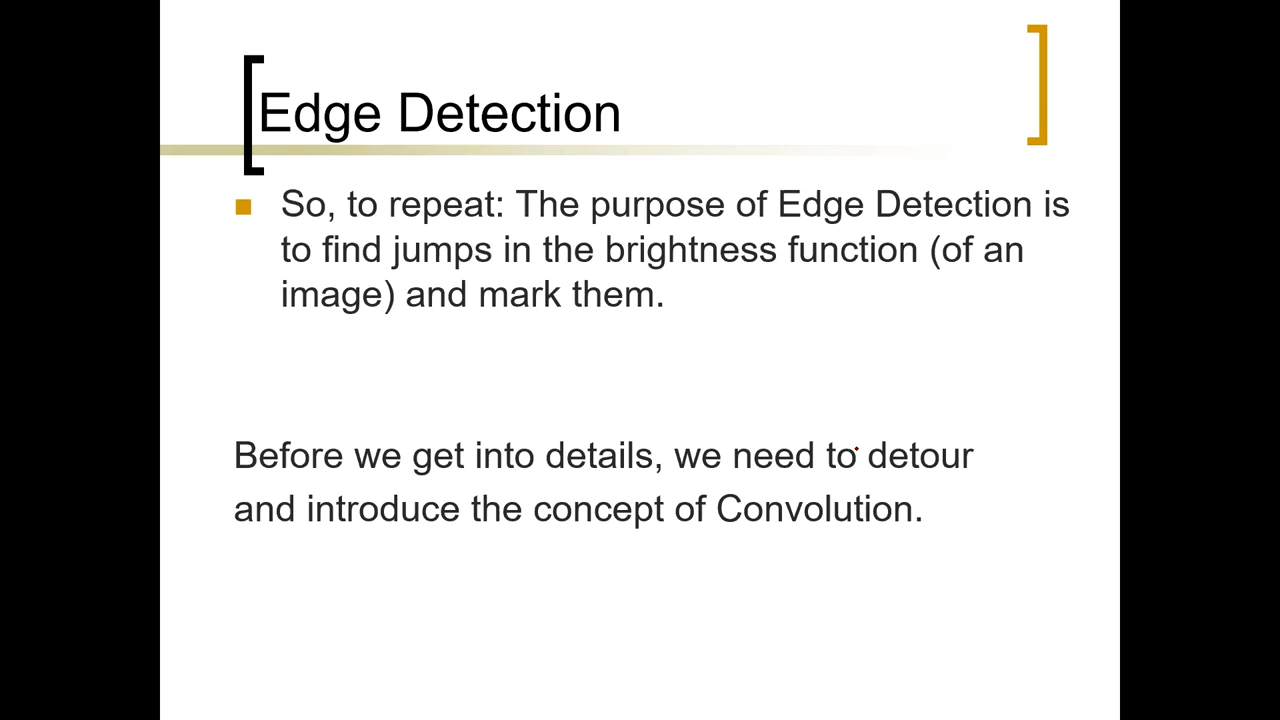 Edge Detection
So, to repeat: The purpose of Edge Detection is
to find jumps in the brightness function (of an
image) and mark them.
Before we get into details, we need to detour
and introduce the concept of Convolution.